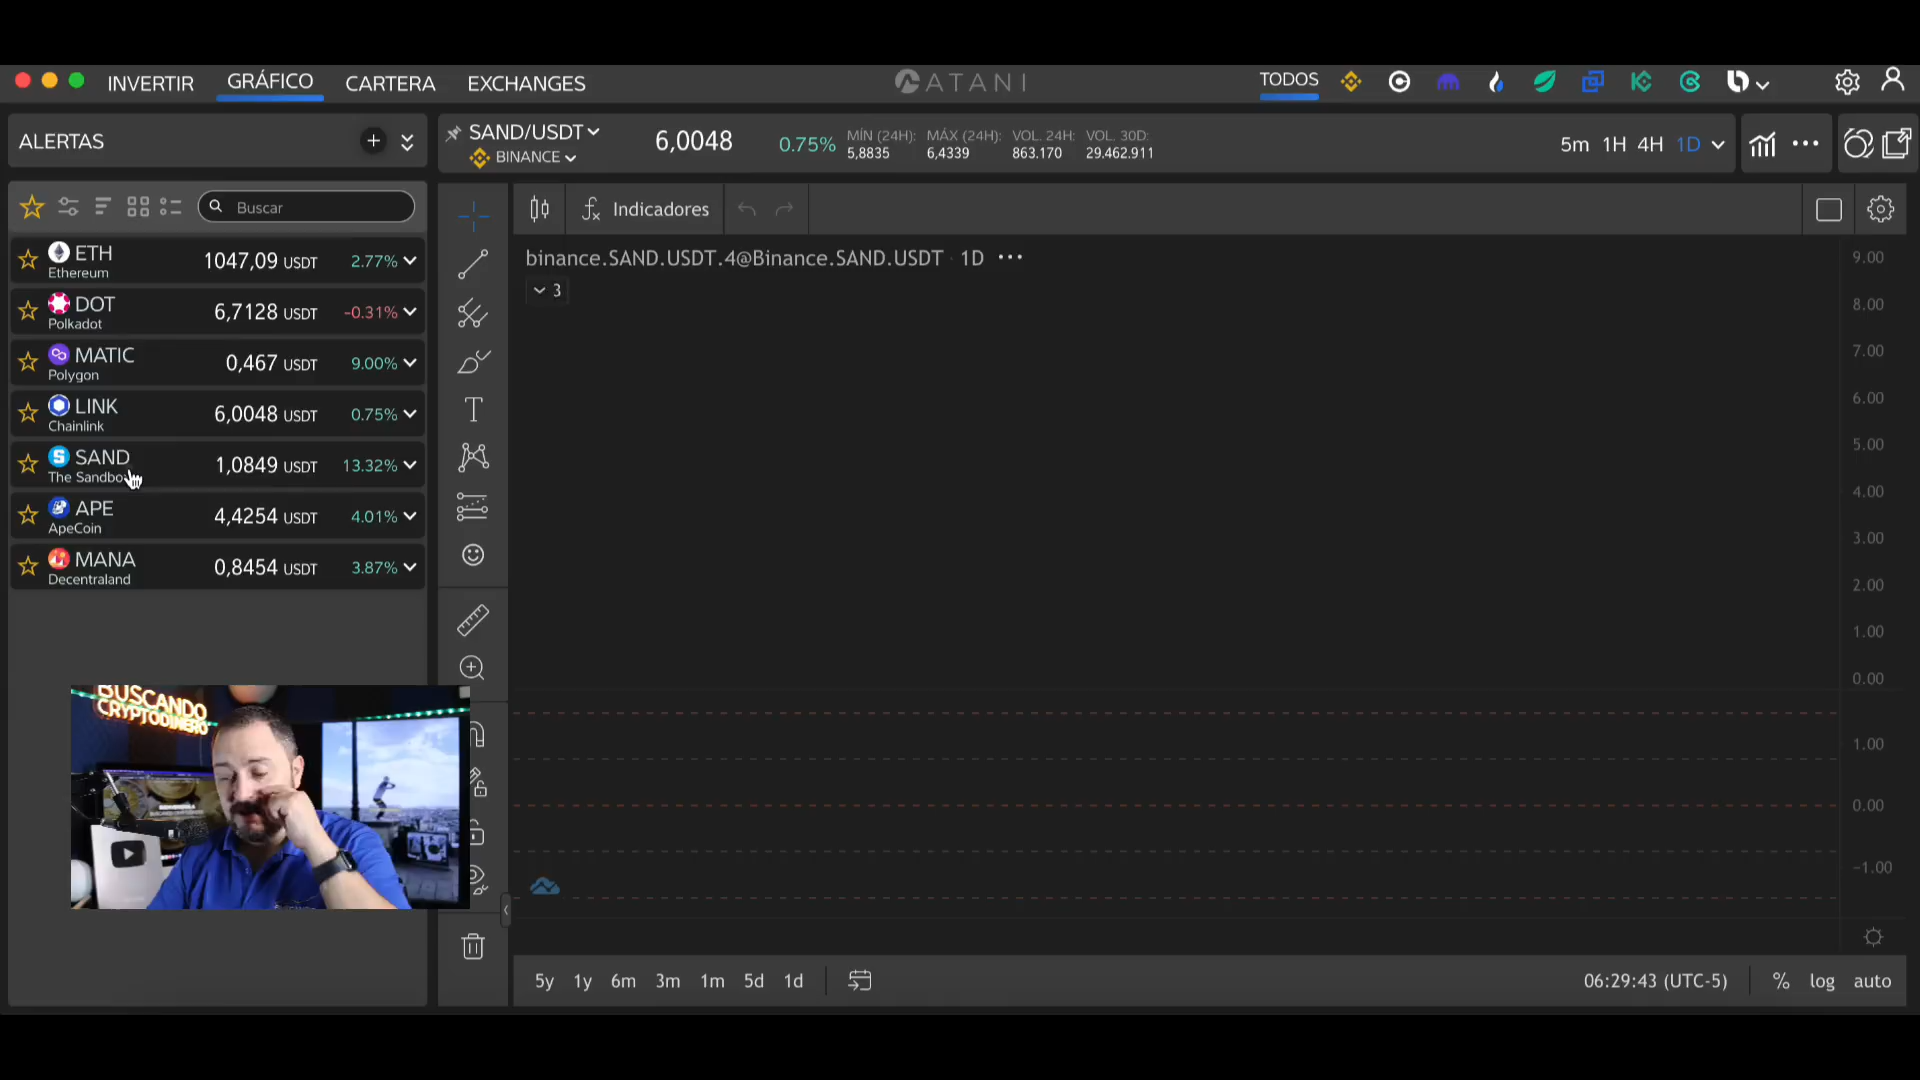 INVERTIR GRÁFICO CARTERA EXCHANGES ATANI TODOS
ALERTAS
SAND/USDT
BINANCE
6,0048 0.75%
MÍN (24H): MÁX (24H): VOL. 24H: VOL. 30D:
5,8835 6,4339 863.170 29.462.911
5m 1H 4H 1D
Buscar
Indicadores
ETH 1047,09 USDT 2.77%
Ethereum
DOT 6,7128 USDT -0.31%
Polkadot
MATIC 0,467 USDT 9.00%
Polygon
LINK 6,0048 USDT 0.75%
Chainlink
SAND 1,0849 USDT 13.32%
The Sandbo
APE 4,4254 USDT 4.01%
ApeCoin
MANA 0,8454 USDT 3.87%
Decentraland
binance.SAND.USDT.4@Binance.SAND.USDT · 1D
3
9.00
8.00
7.00
6.00
5.00
4.00
3.00
2.00
1.00
0.00
1.00
0.00
−1.00
BUSCANDO
CRYPTODINERO
5y 1y 6m 3m 1m 5d 1d
06:29:43 (UTC-5) % log auto